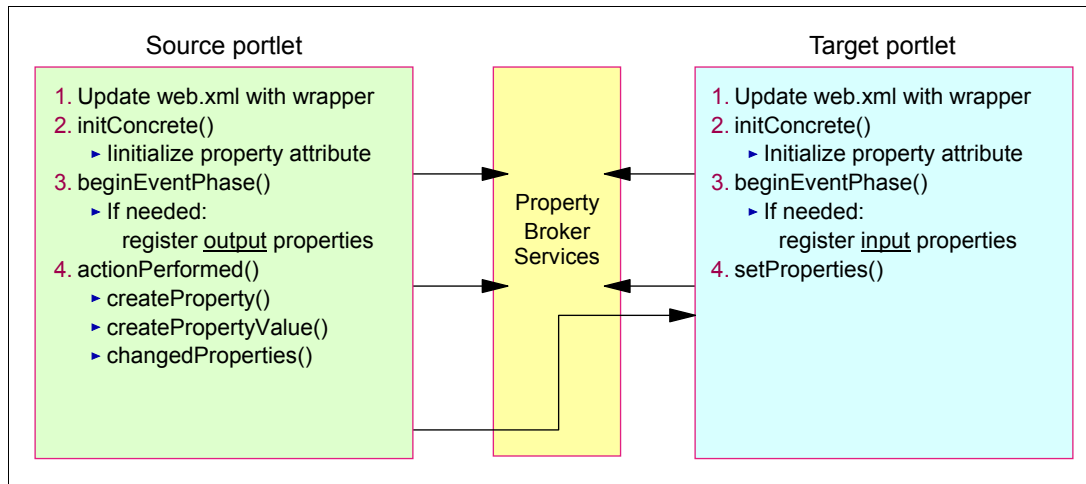 Source portlet
1. Update web.xml with wrapper
2. initConcrete()
► Iinitialize property attribute
3. beginEventPhase()
► If needed:
register output properties
4. actionPerformed()
► createProperty()
► createPropertyValue()
► changedProperties()
Property
Broker
Services
Target portlet
1. Update web.xml with wrapper
2. initConcrete()
► Initialize property attribute
3. beginEventPhase()
► If needed:
register input properties
4. setProperties()